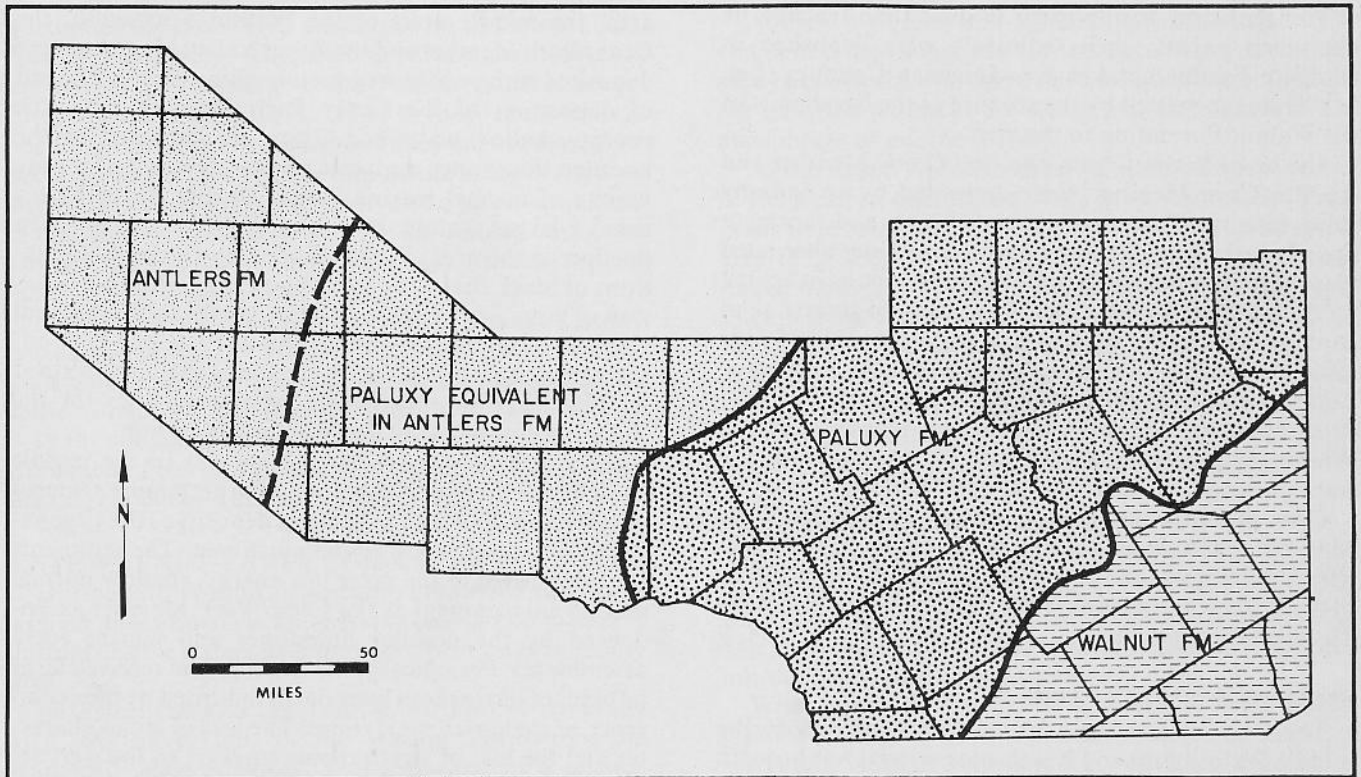 ANTLERS FM
PALUXY EQUIVALENT
IN ANTLERS FM
PALUXY FM
WALNUT FM
N
0 50
MILES